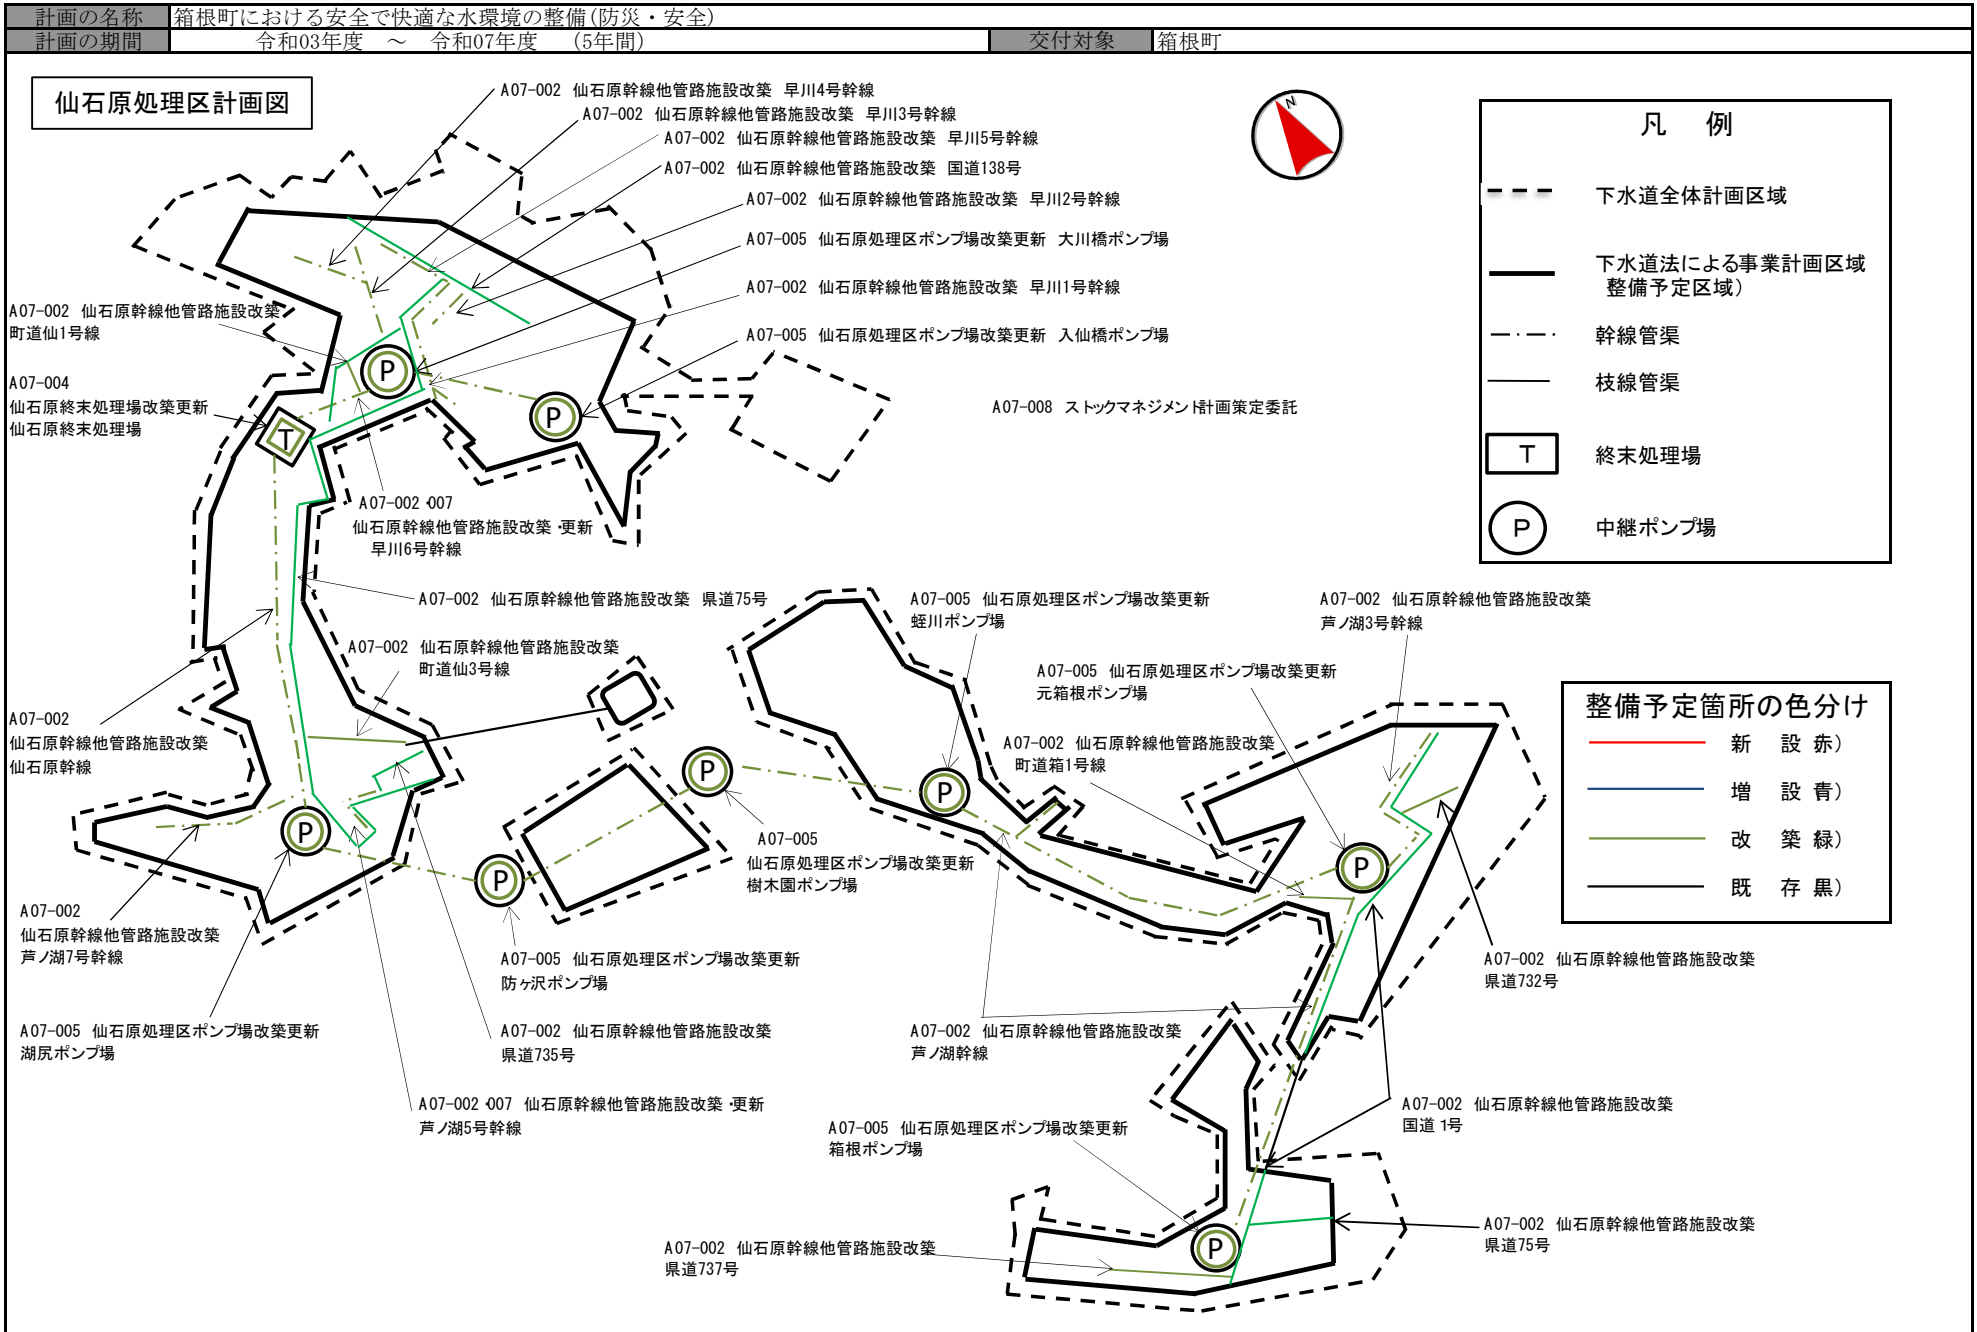 計画の名称 箱根町における安全で快適な水環境の整備(防災・安全)
計画の期間 令和03年度 ～ 令和07年度 (5年間) 交付対象 箱根町
仙石原処理区計画図
A07-002 仙石原幹線他管路施設改築 早川4号幹線
A07-002 仙石原幹線他管路施設改築 早川3号幹線
A07-002 仙石原幹線他管路施設改築 早川5号幹線
A07-002 仙石原幹線他管路施設改築 国道138号
A07-002 仙石原幹線他管路施設改築 早川2号幹線
A07-005 仙石原処理区ポンプ場改築更新 大川橋ポンプ場
A07-002 仙石原幹線他管路施設改築 早川1号幹線
A07-005 仙石原処理区ポンプ場改築更新 入仙橋ポンプ場
N
凡 例
下水道全体計画区域
下水道法による事業計画区域
整備予定区域)
幹線管渠
枝線管渠
T 終末処理場
P 中継ポンプ場
A07-002 仙石原幹線他管路施設改築
町道仙1号線
A07-004
仙石原終末処理場改築更新
仙石原終末処理場
P
P
T
A07-008 ストックマネジメント計画策定委託
A07-002・007
仙石原幹線他管路施設改築・更新
早川6号幹線
A07-002 仙石原幹線他管路施設改築 県道75号
A07-002 仙石原幹線他管路施設改築
町道仙3号線
A07-002
仙石原幹線他管路施設改築
仙石原幹線
A07-005 仙石原処理区ポンプ場改築更新
蛭川ポンプ場
A07-002 仙石原幹線他管路施設改築
芦ノ湖3号幹線
A07-005 仙石原処理区ポンプ場改築更新
元箱根ポンプ場
A07-002 仙石原幹線他管路施設改築
町道箱1号線
整備予定箇所の色分け
新 設 赤)
増 設 青)
改 築 緑)
既 存 黒)
P
P
P
P
P
A07-005
仙石原処理区ポンプ場改築更新
樹木園ポンプ場
A07-002
仙石原幹線他管路施設改築
芦ノ湖7号幹線
A07-005 仙石原処理区ポンプ場改築更新
防ヶ沢ポンプ場
A07-002 仙石原幹線他管路施設改築
県道732号
A07-005 仙石原処理区ポンプ場改築更新
湖尻ポンプ場
A07-002 仙石原幹線他管路施設改築
県道735号
A07-002 仙石原幹線他管路施設改築
芦ノ湖幹線
A07-002・007 仙石原幹線他管路施設改築・更新
芦ノ湖5号幹線
A07-005 仙石原処理区ポンプ場改築更新
箱根ポンプ場
A07-002 仙石原幹線他管路施設改築
国道1号
P
A07-002 仙石原幹線他管路施設改築
県道75号
A07-002 仙石原幹線他管路施設改築
県道737号